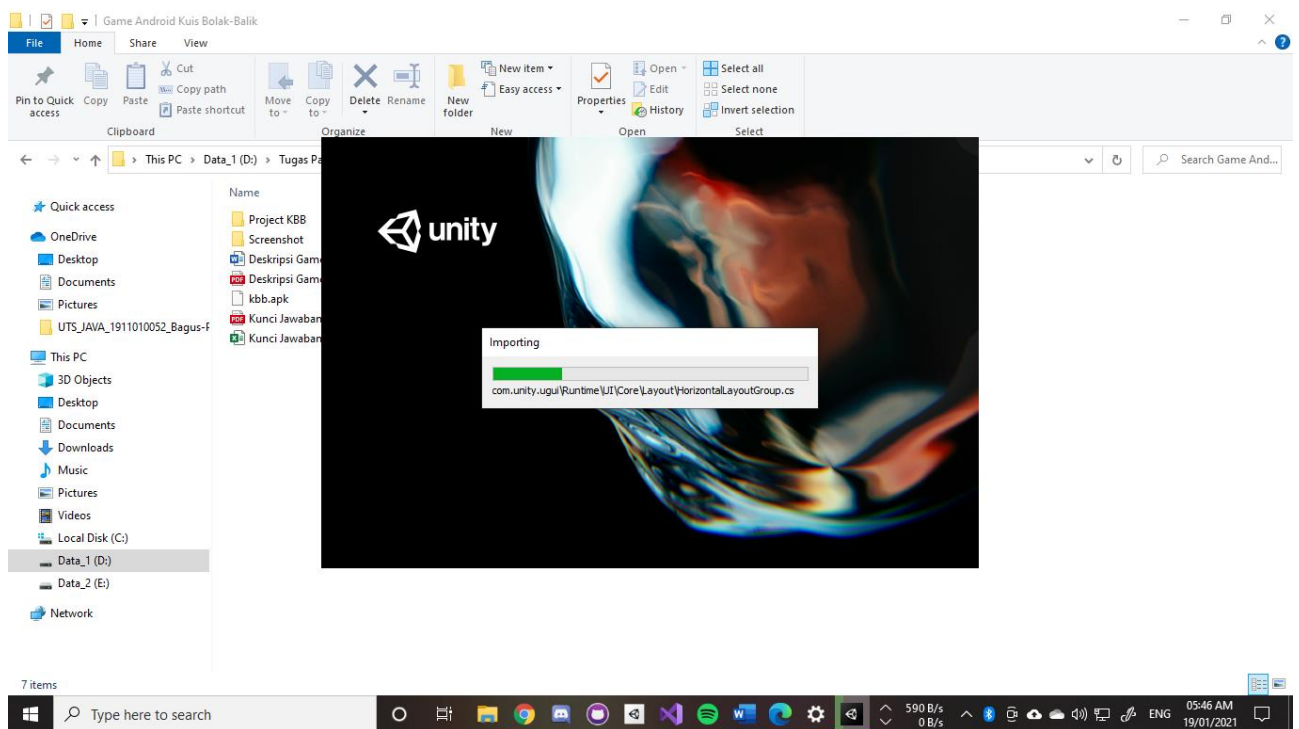 Game Android Kuis Bolak-Balik
File Home Share View
Pin to Quick access
Copy
Paste
Cut
Copy path
Paste shortcut
Clipboard
Move to
Copy to
Delete
Rename
Organize
New folder
New item
Easy access
New
Properties
Open
Edit
History
Open
Select all
Select none
Invert selection
Select
This PC > Data_1 (D:) > Tugas Pa
Search Game And...
Name
Quick access
OneDrive
Desktop
Documents
Pictures
UTS_JAVA_1911010052_Bagus-F
This PC
3D Objects
Desktop
Documents
Downloads
Music
Pictures
Videos
Local Disk (C:)
Data_1 (D:)
Data_2 (E:)
Network
Project KBB
Screenshot
Deskripsi Gam
Deskripsi Gam
kbb.apk
Kunci Jawaban
Kunci Jawaban
unity
Importing
com.unity.ugui\Runtime\UI\Core\Layout\HorizontalLayoutGroup.cs
7 items
Type here to search
590 B/s
0 B/s
ENG
05:46 AM
19/01/2021